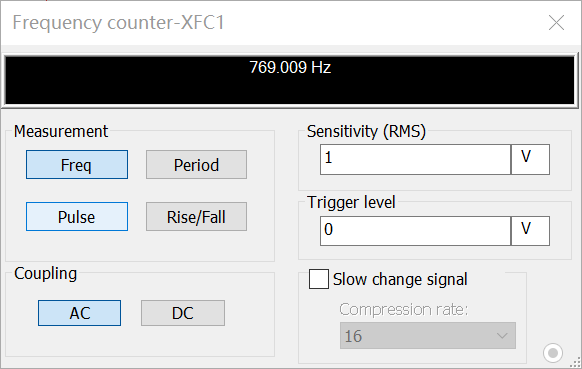 Frequency counter-XFC1
769.009 Hz
Measurement
Freq
Period
Pulse
Rise/Fall
Coupling
AC
DC
Sensitivity (RMS)
1
V
Trigger level
0
V
Slow change signal
Compression rate:
16